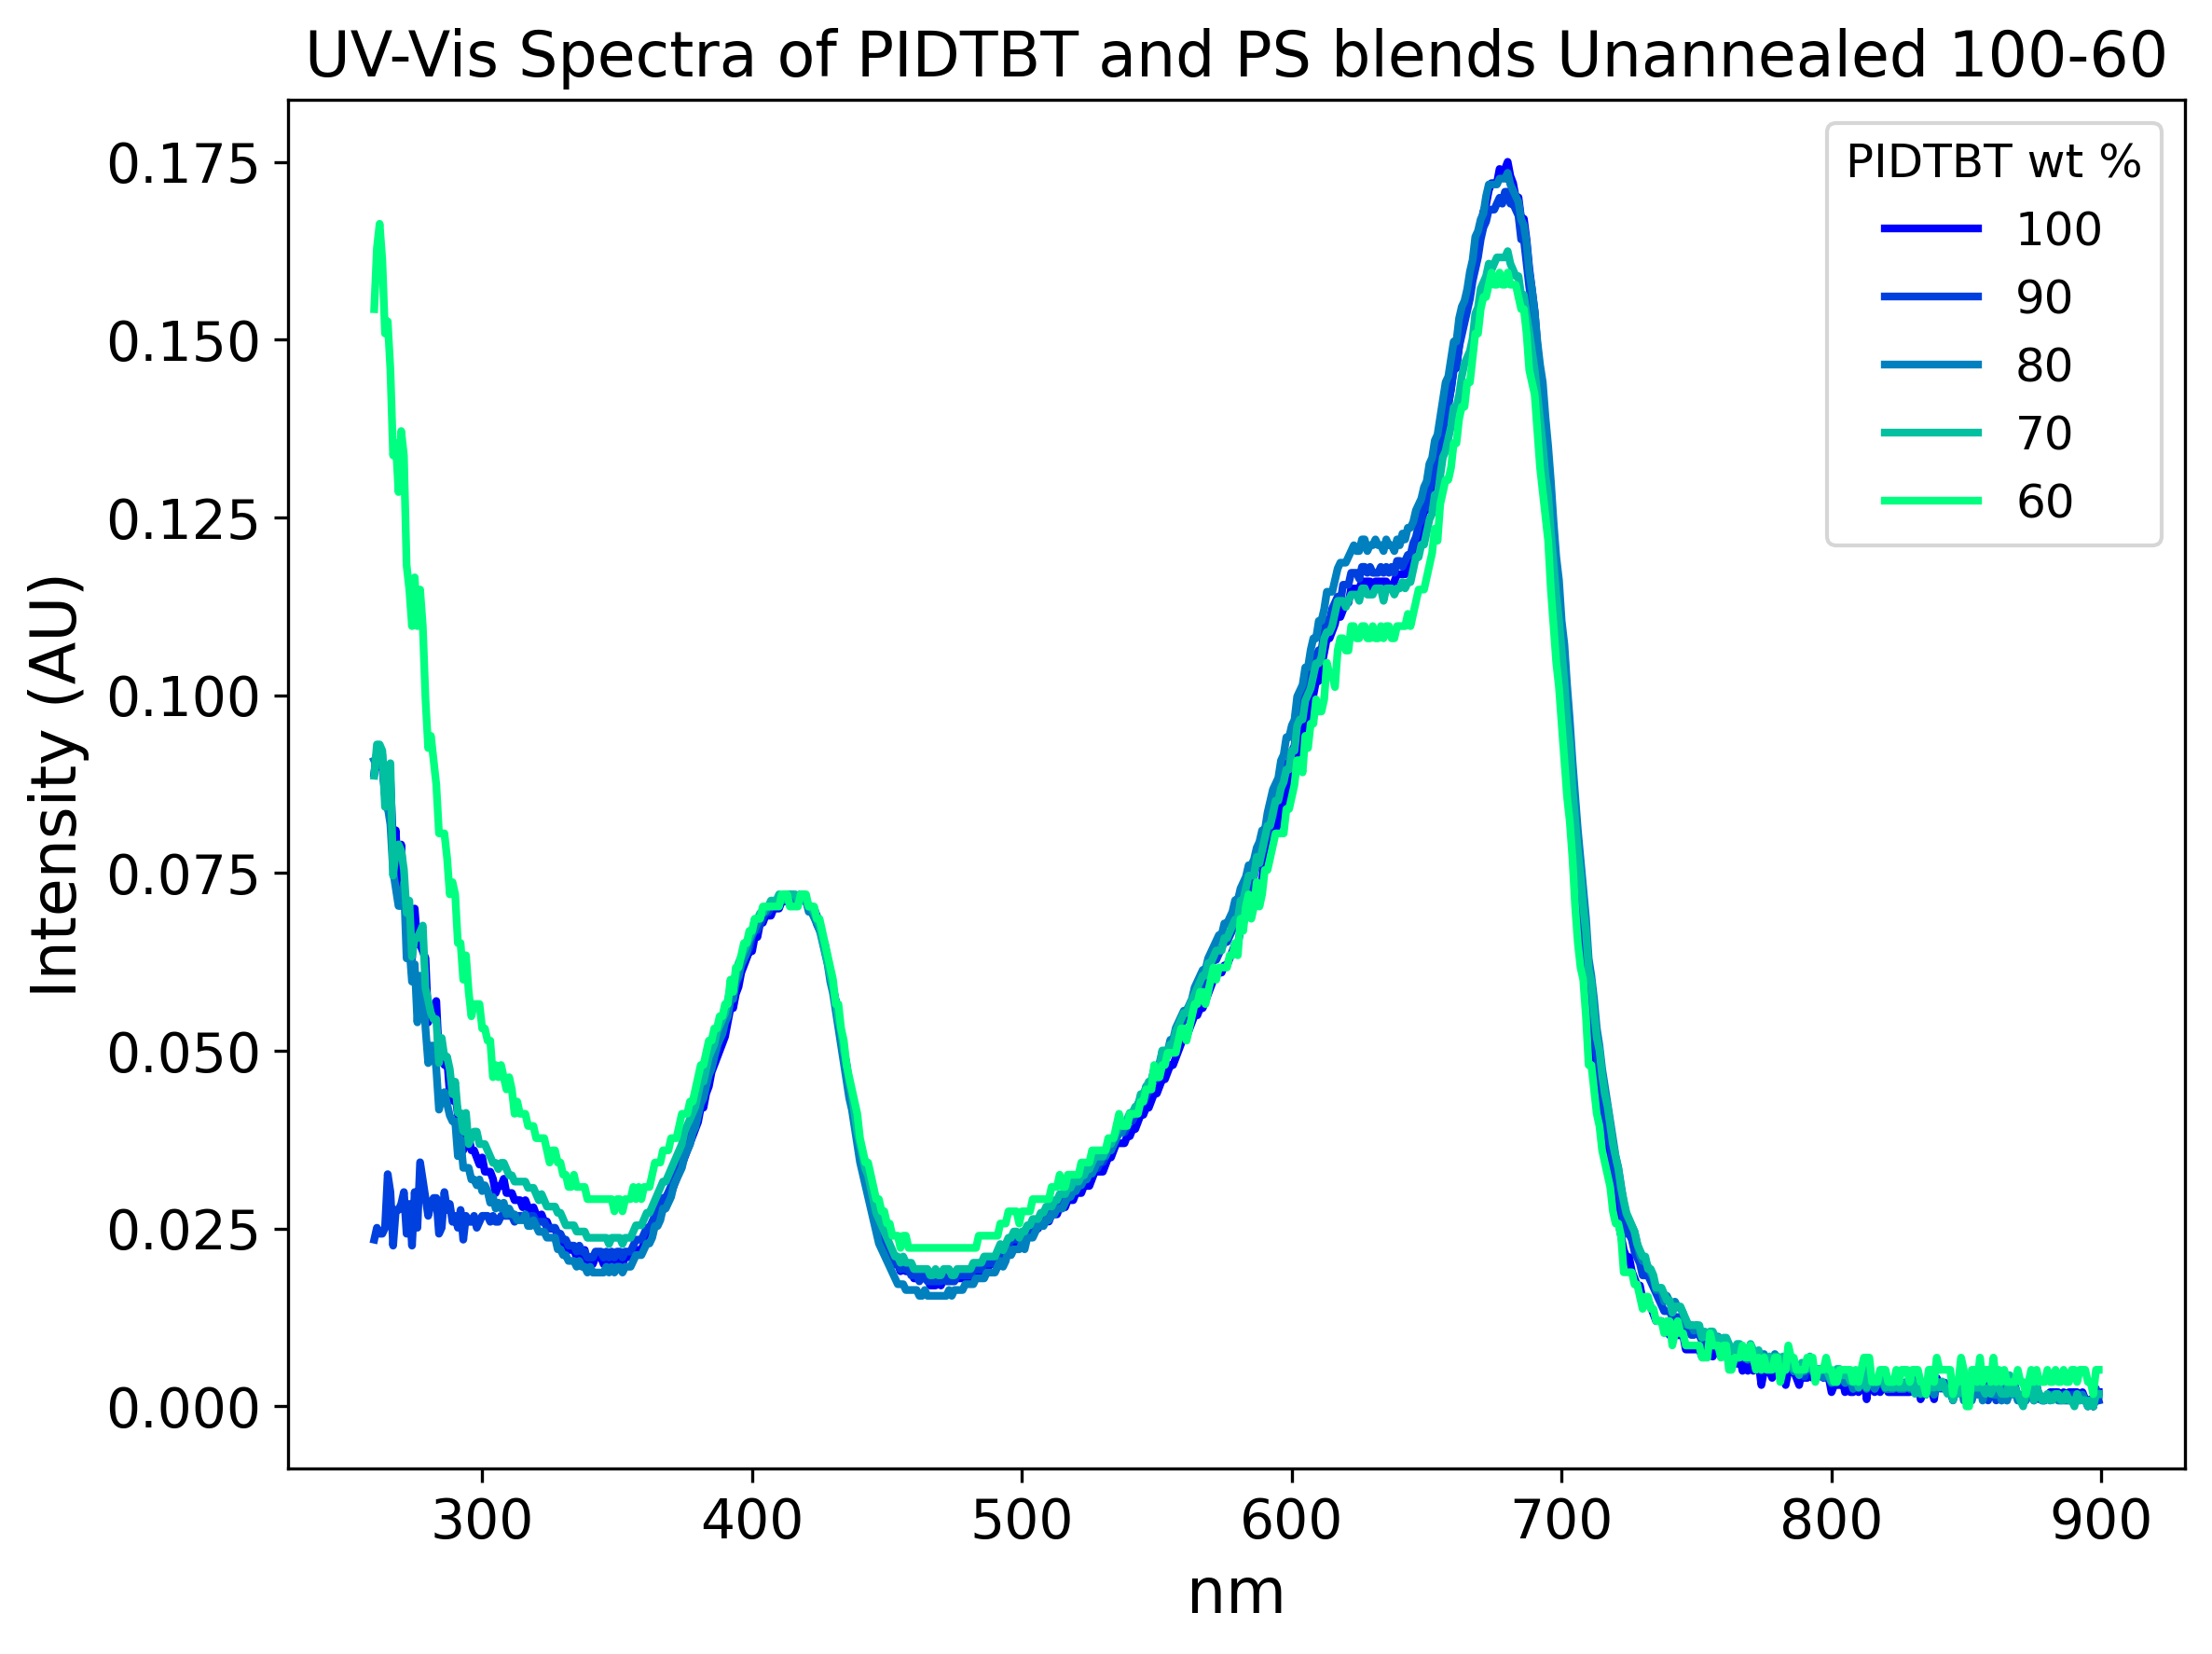 UV-Vis Spectra of PIDTBT and PS blends Unannealed 100-60
PIDTBT wt %
100
90
80
70
60
Intensity (AU)
0.175
0.150
0.125
0.100
0.075
0.050
0.025
0.000
300 400 500 600 700 800 900
nm